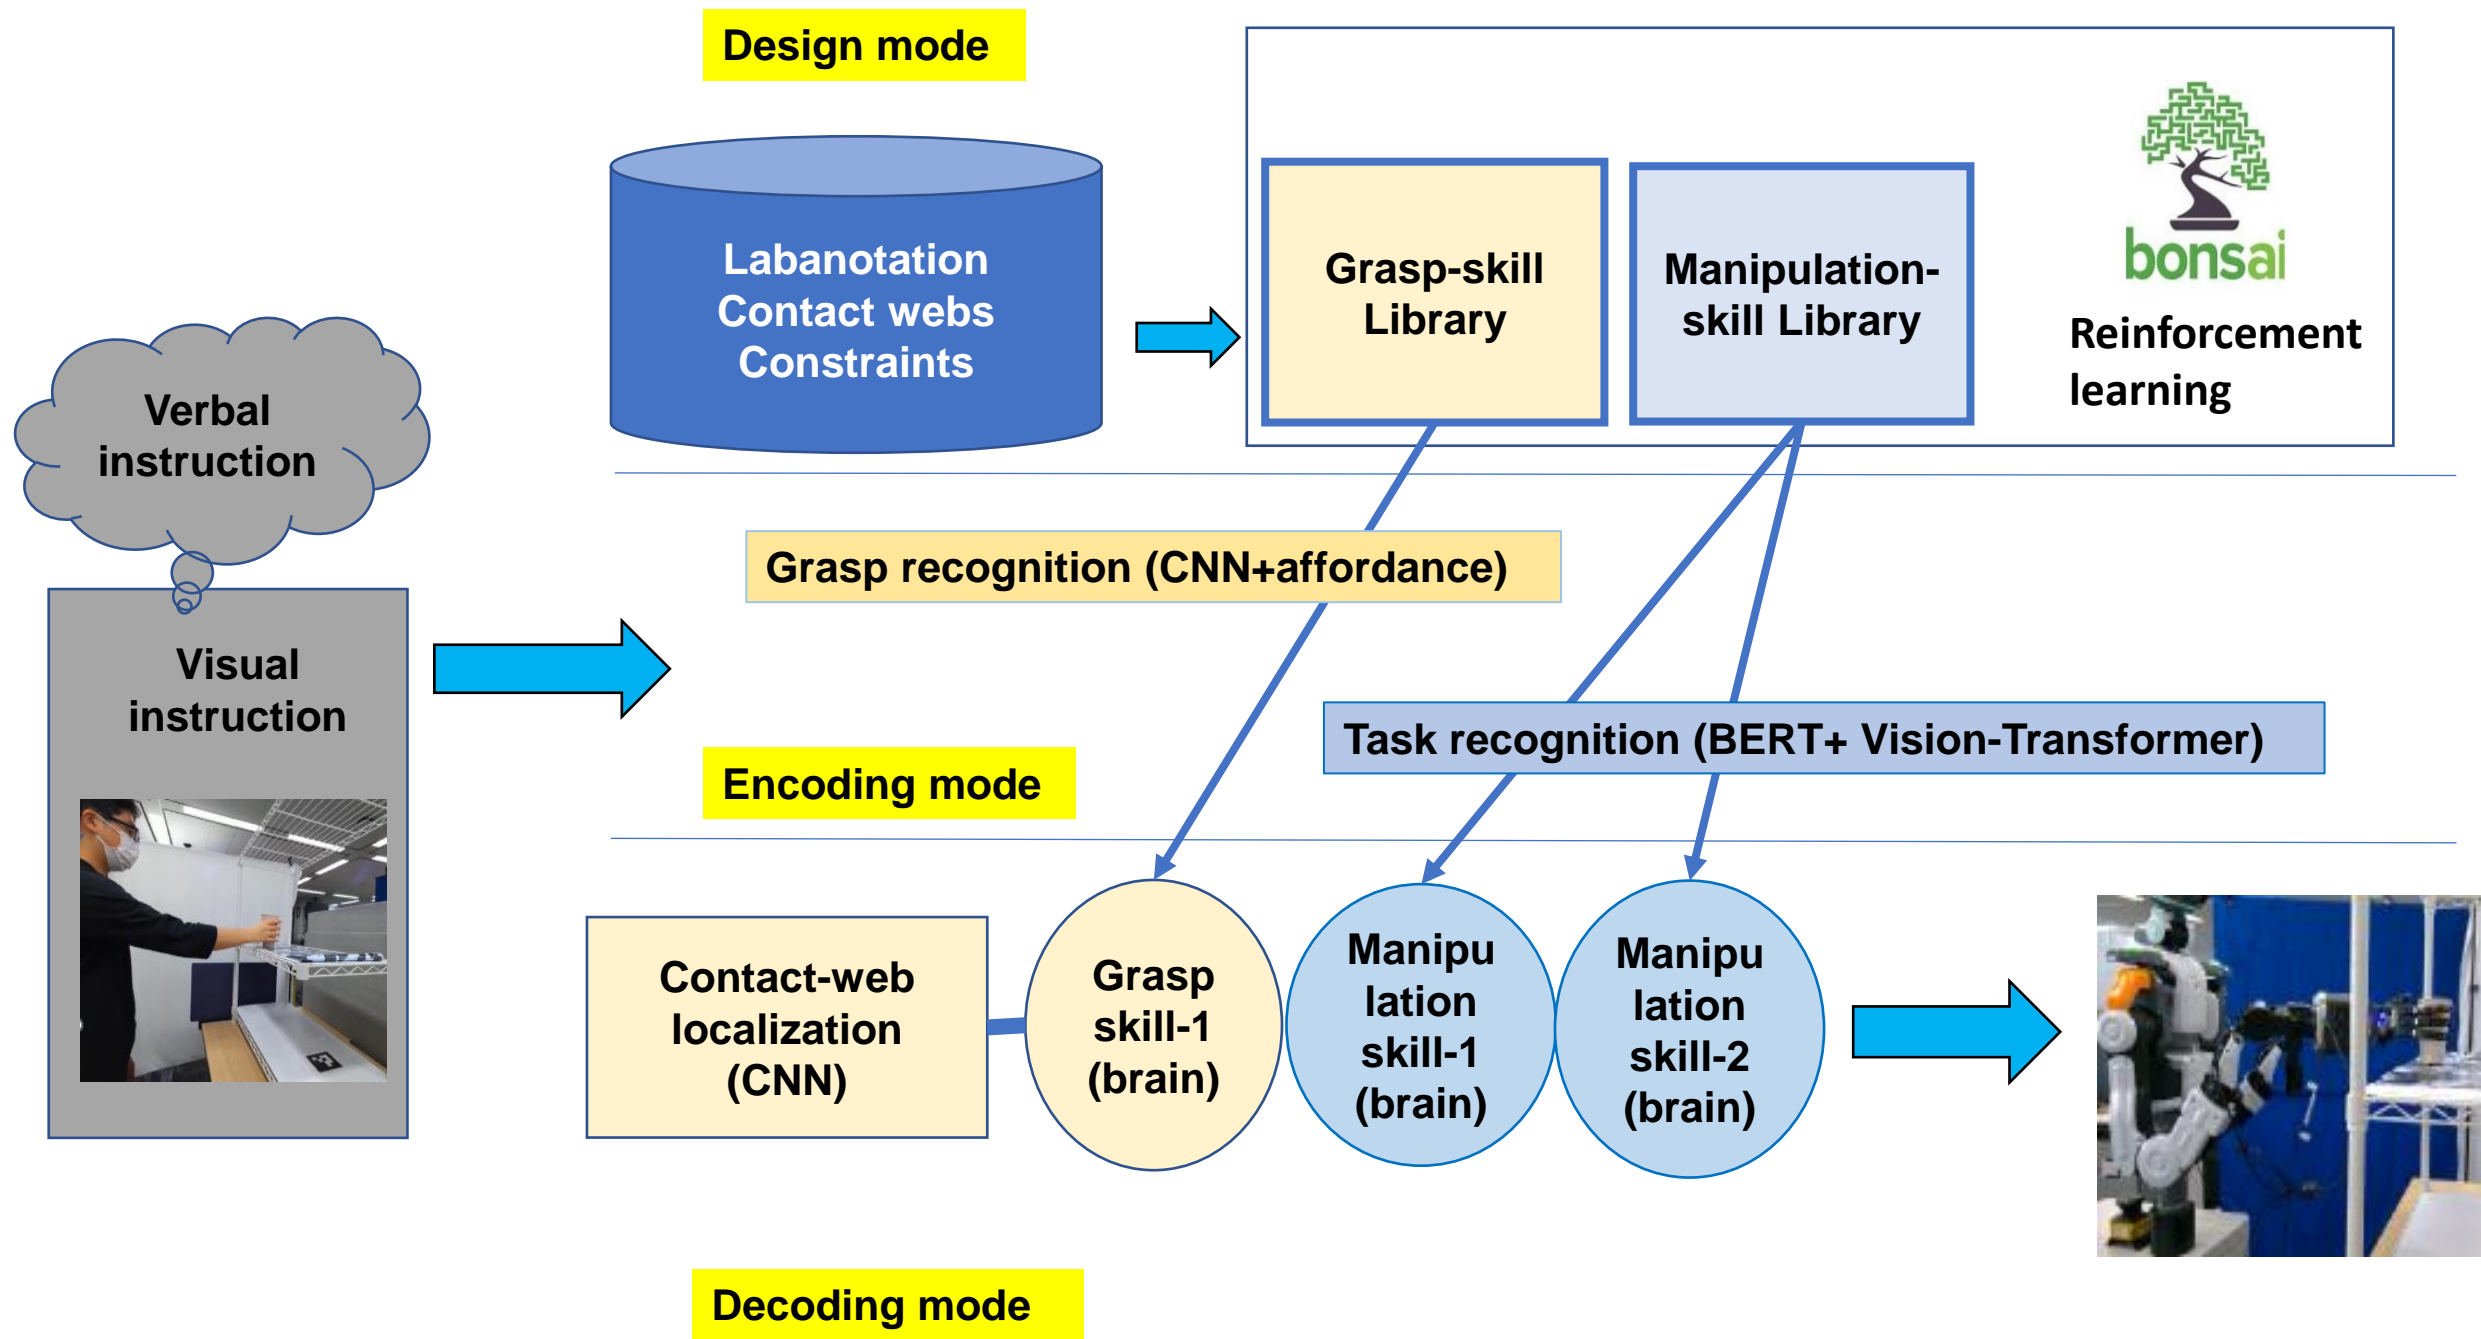 Design mode
Labanotation
Contact webs
Constraints
Grasp-skill
Library
Manipulation-
skill Library
bonsai
Reinforcement
learning
Verbal
instruction
Visual
instruction
Grasp recognition (CNN+affordance)
Task recognition (BERT+ Vision-Transformer)
Encoding mode
Contact-web
localization
(CNN)
Grasp
skill-1
(brain)
Manipu
lation
skill-1
(brain)
Manipu
lation
skill-2
(brain)
Decoding mode